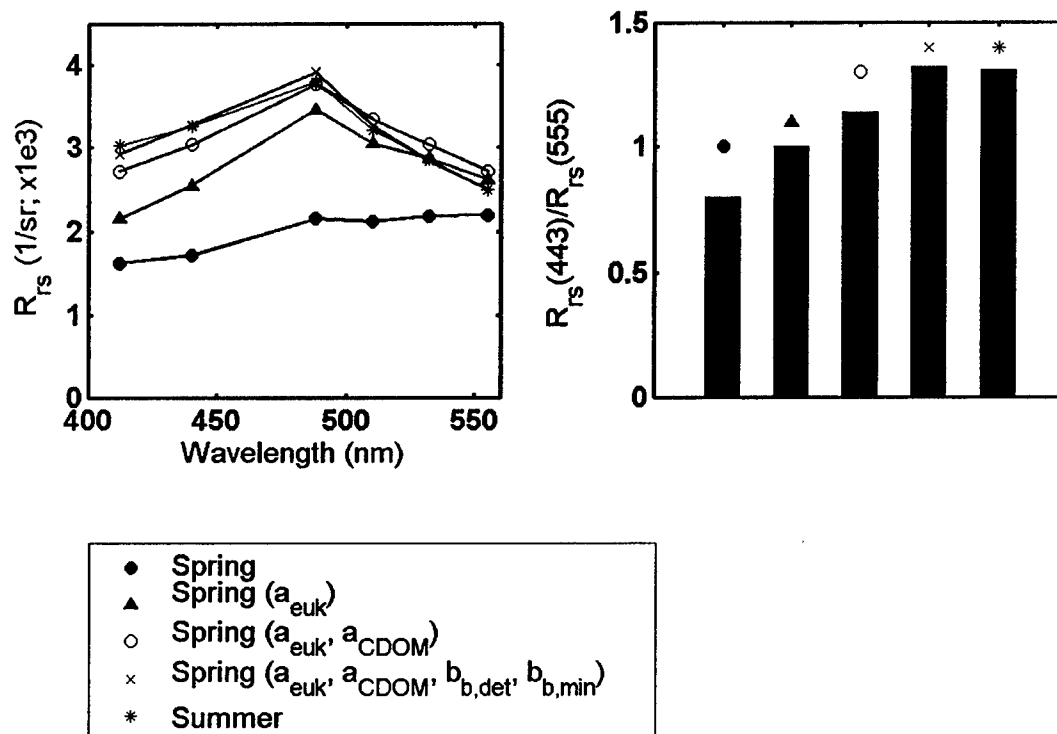 4
3
2
1
0
R_rs (1/sr; x1e3)
400 450 500 550
Wavelength (nm)
1.5
1
0.5
0
R_rs(443)/R_rs(555)
Spring
Spring (a_euk)
Spring (a_euk, a_CDOM)
Spring (a_euk, a_CDOM, b_b,det, b_b,min)
Summer